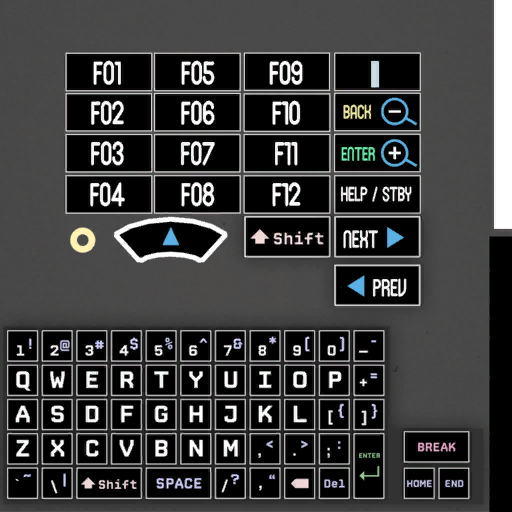 F01 F05 F09 |
F02 F06 F10 BACK −
F03 F07 F11 ENTER +
F04 F08 F12 HELP / STBY
Shift NEXT
PREV
1! 2@ 3# 4$ 5% 6^ 7& 8* 9( 0) _-
Q W E R T Y U I O P +=
A S D F G H J K L [{ ]}
Z X C V B N M ,< .> ;: ENTER BREAK
`~ \| Shift SPACE /? ,“ Del HOME END